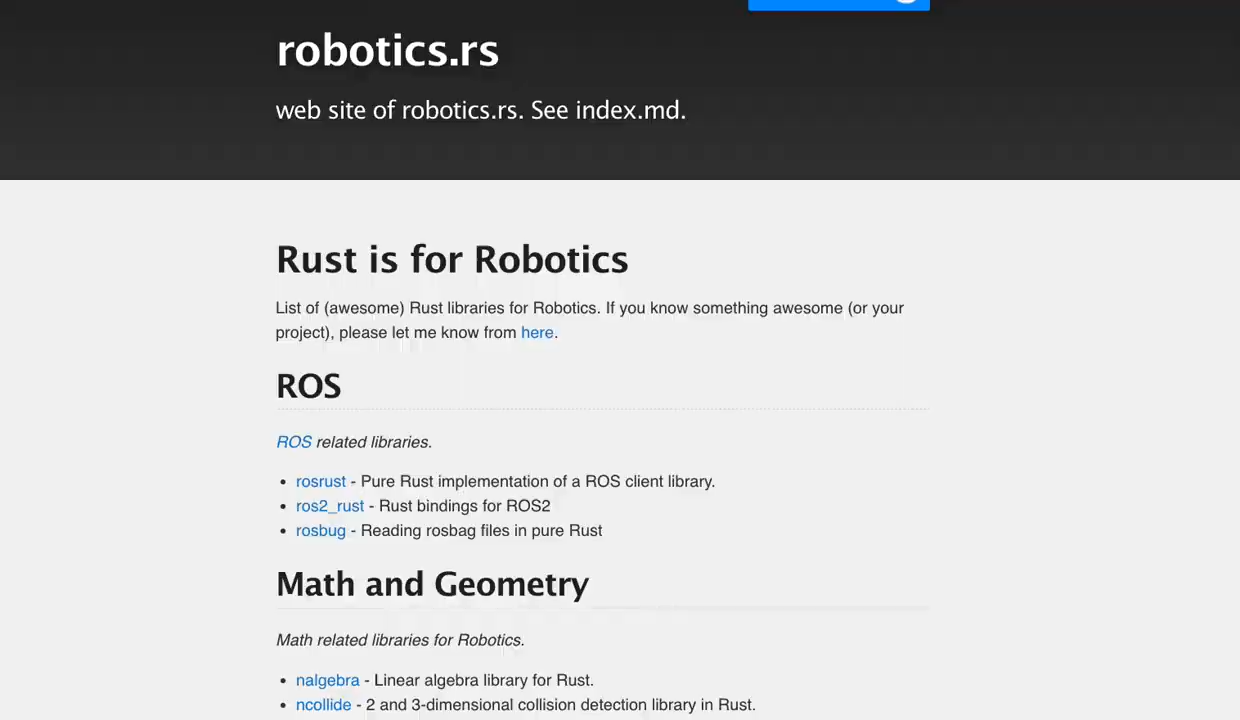 robotics.rs
web site of robotics.rs. See index.md.
Rust is for Robotics
List of (awesome) Rust libraries for Robotics. If you know something awesome (or your
project), please let me know from here.
ROS
ROS related libraries.
• rosrust - Pure Rust implementation of a ROS client library.
• ros2_rust - Rust bindings for ROS2
• rosbug - Reading rosbag files in pure Rust
Math and Geometry
Math related libraries for Robotics.
• nalgebra - Linear algebra library for Rust.
• ncollide - 2 and 3-dimensional collision detection library in Rust.